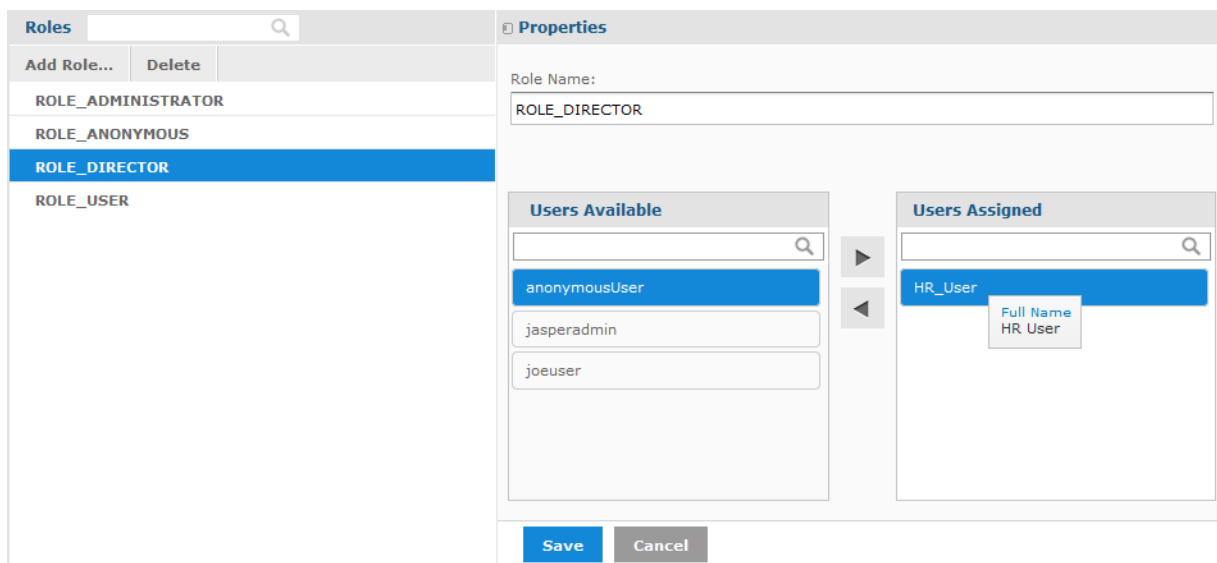 Roles
Add Role... Delete
ROLE_ADMINISTRATOR
ROLE_ANONYMOUS
ROLE_DIRECTOR
ROLE_USER
Properties
Role Name:
ROLE_DIRECTOR
Users Available
anonymousUser
jasperadmin
joeuser
Users Assigned
HR_User
Full Name
HR User
Save Cancel